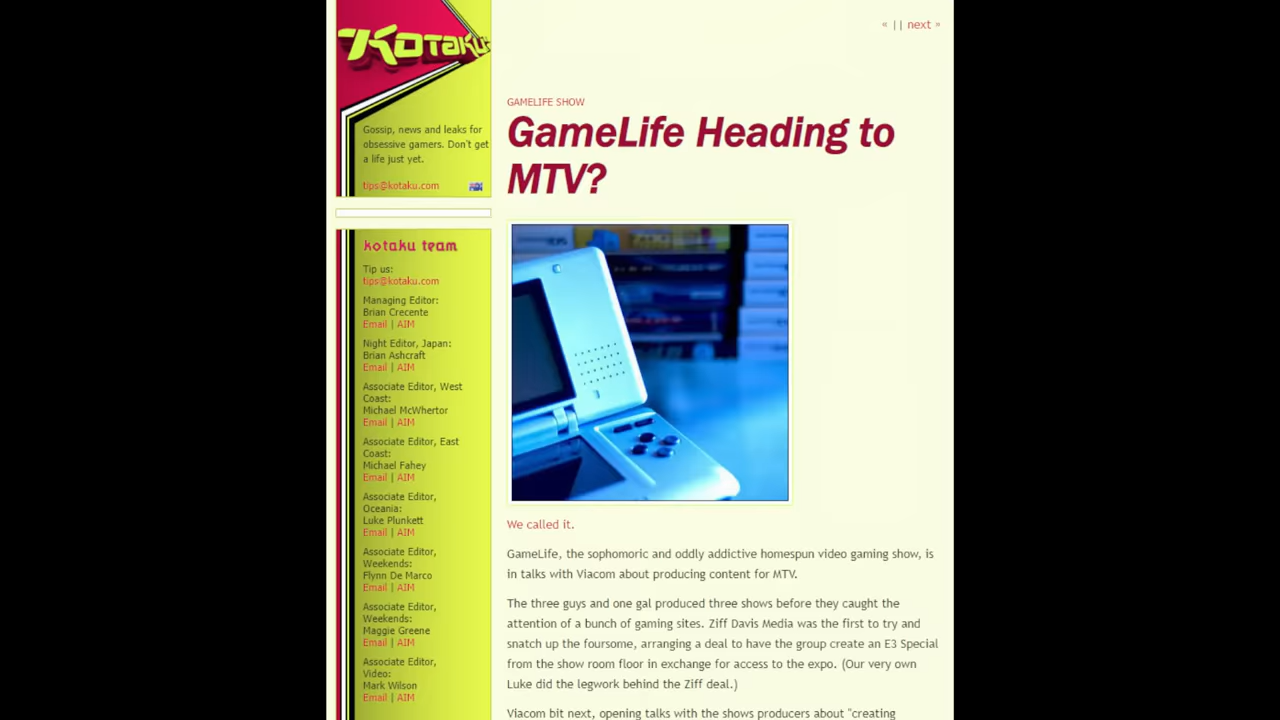 Kotaku
Gossip, news and leaks for
obsessive gamers. Don't get
a life just yet.
tips@kotaku.com
kotaku team
Tip us:
tips@kotaku.com
Managing Editor:
Brian Crecente
Email | AIM
Night Editor, Japan:
Brian Ashcraft
Email | AIM
Associate Editor, West
Coast:
Michael McWhertor
Email | AIM
Associate Editor, East
Coast:
Michael Fahey
Email | AIM
Associate Editor,
Oceania:
Luke Plunkett
Email | AIM
Associate Editor,
Weekends:
Flynn De Marco
Email | AIM
Associate Editor,
Weekends:
Maggie Greene
Email | AIM
Associate Editor,
Video:
Mark Wilson
Email | AIM
« || next »
GAMELIFE SHOW
GameLife Heading to
MTV?
We called it.
GameLife, the sophomoric and oddly addictive homespun video gaming show, is
in talks with Viacom about producing content for MTV.
The three guys and one gal produced three shows before they caught the
attention of a bunch of gaming sites. Ziff Davis Media was the first to try and
snatch up the foursome, arranging a deal to have the group create an E3 Special
from the show room floor in exchange for access to the expo. (Our very own
Luke did the legwork behind the Ziff deal.)
Viacom bit next, opening talks with the shows producers about "creating